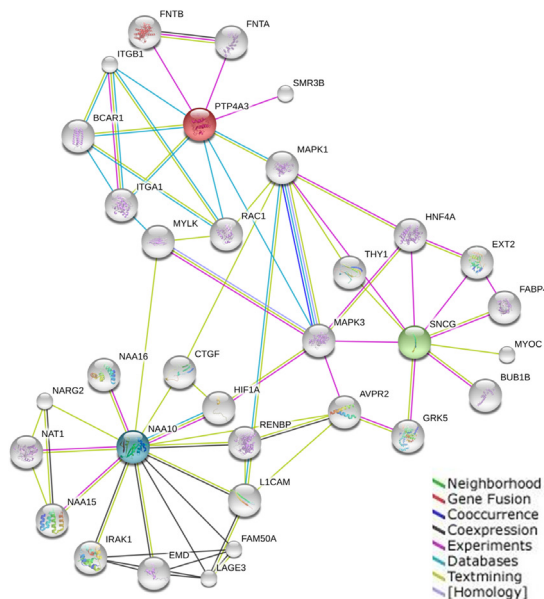 FNTB
FNTA
ITGB1
SMR3B
PTP4A3
BCAR1
MAPK1
ITGA1
RAC1
HNF4A
MYLK
THY1
EXT2
FABP4
MAPK3
SNCG
MYOC
NAA16
CTGF
BUB1B
NARG2
HIF1A
AVPR2
NAT1
NAA10
RENBP
GRK5
NAA15
L1CAM
IRAK1
EMD
FAM50A
LAGE3
Neighborhood
Gene Fusion
Cooccurrence
Coexpression
Experiments
Databases
Textmining
[Homology]